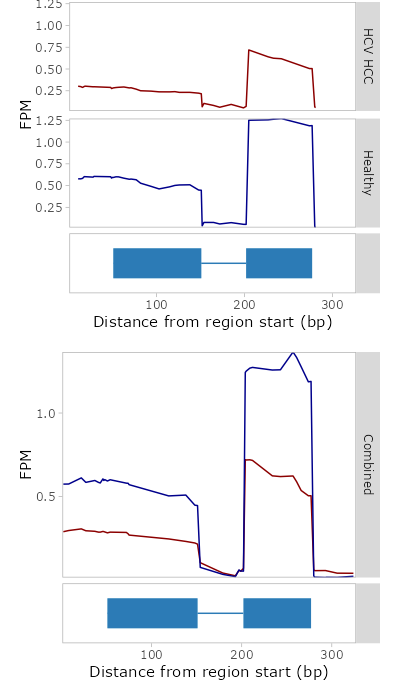 1.25
1.00
0.75
0.50
0.25
HCV HCC
FPM
1.25
1.00
0.75
0.50
0.25
Healthy
100
200
300
Distance from region start (bp)
1.0
0.5
FPM
Combined
100
200
300
Distance from region start (bp)